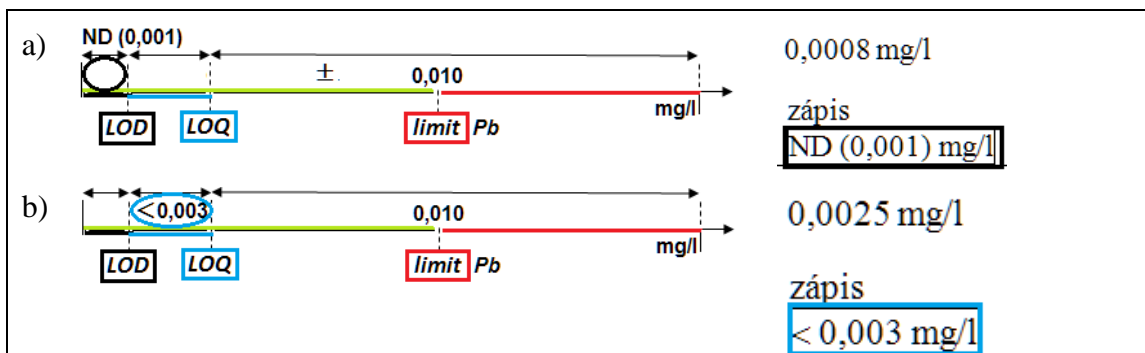 a)
ND (0,001)
±
0,010
mg/l
LOD
LOQ
limit Pb
0,0008 mg/l
zápis
ND (0,001) mg/l
b)
<0,003
0,010
mg/l
LOD
LOQ
limit Pb
0,0025 mg/l
zápis
< 0,003 mg/l